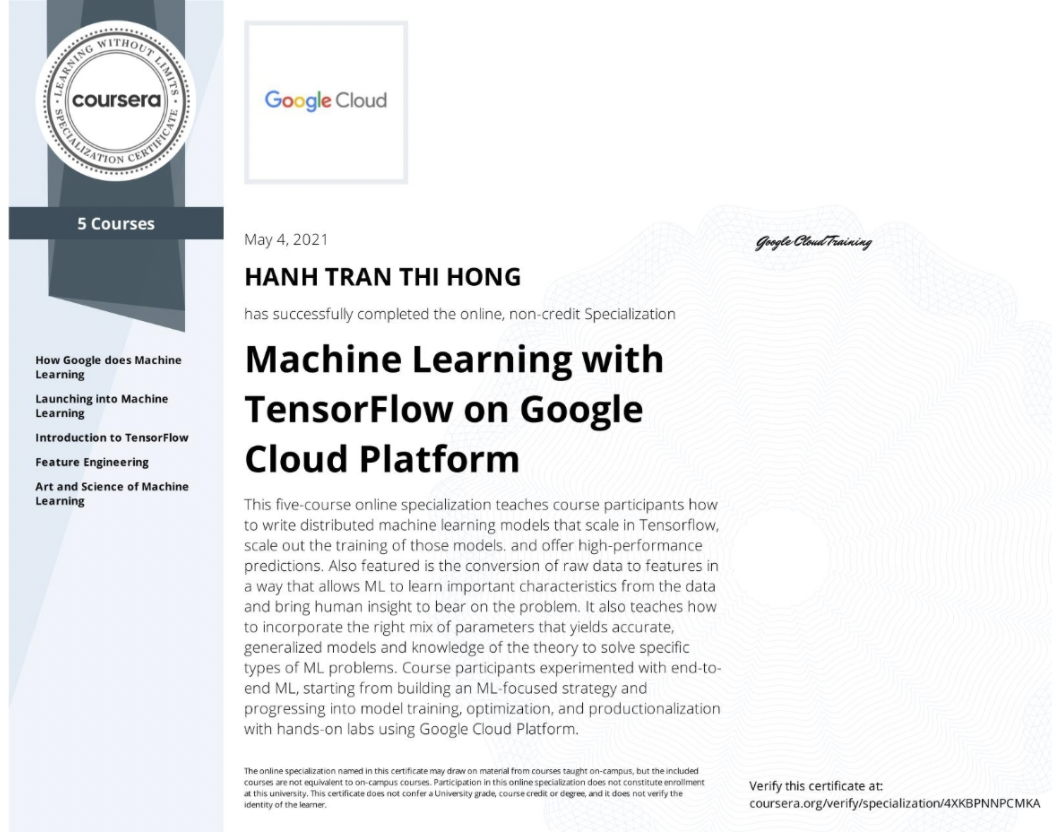 LEARNING WITHOUT LIMITS
coursera
SPECIALIZATION CERTIFICATE
5 Courses
How Google does Machine
Learning
Launching into Machine
Learning
Introduction to TensorFlow
Feature Engineering
Art and Science of Machine
Learning
Google Cloud
May 4, 2021
HANH TRAN THI HONG
has successfully completed the online, non-credit Specialization
Machine Learning with
TensorFlow on Google
Cloud Platform
This five-course online specialization teaches course participants how
to write distributed machine learning models that scale in Tensorflow,
scale out the training of those models. and offer high-performance
predictions. Also featured is the conversion of raw data to features in
a way that allows ML to learn important characteristics from the data
and bring human insight to bear on the problem. It also teaches how
to incorporate the right mix of parameters that yields accurate,
generalized models and knowledge of the theory to solve specific
types of ML problems. Course participants experimented with end-to-
end ML, starting from building an ML-focused strategy and
progressing into model training, optimization, and productionalization
with hands-on labs using Google Cloud Platform.
The online specialization named in this certificate may draw on material from courses taught on-campus, but the included
courses are not equivalent to on-campus courses. Participation in this online specialization does not constitute enrollment
at this university. This certificate does not confer a University grade, course credit or degree, and it does not verify the
identity of the learner.
Google Cloud Training
Verify this certificate at:
coursera.org/verify/specialization/4XKBPNNPCMKA